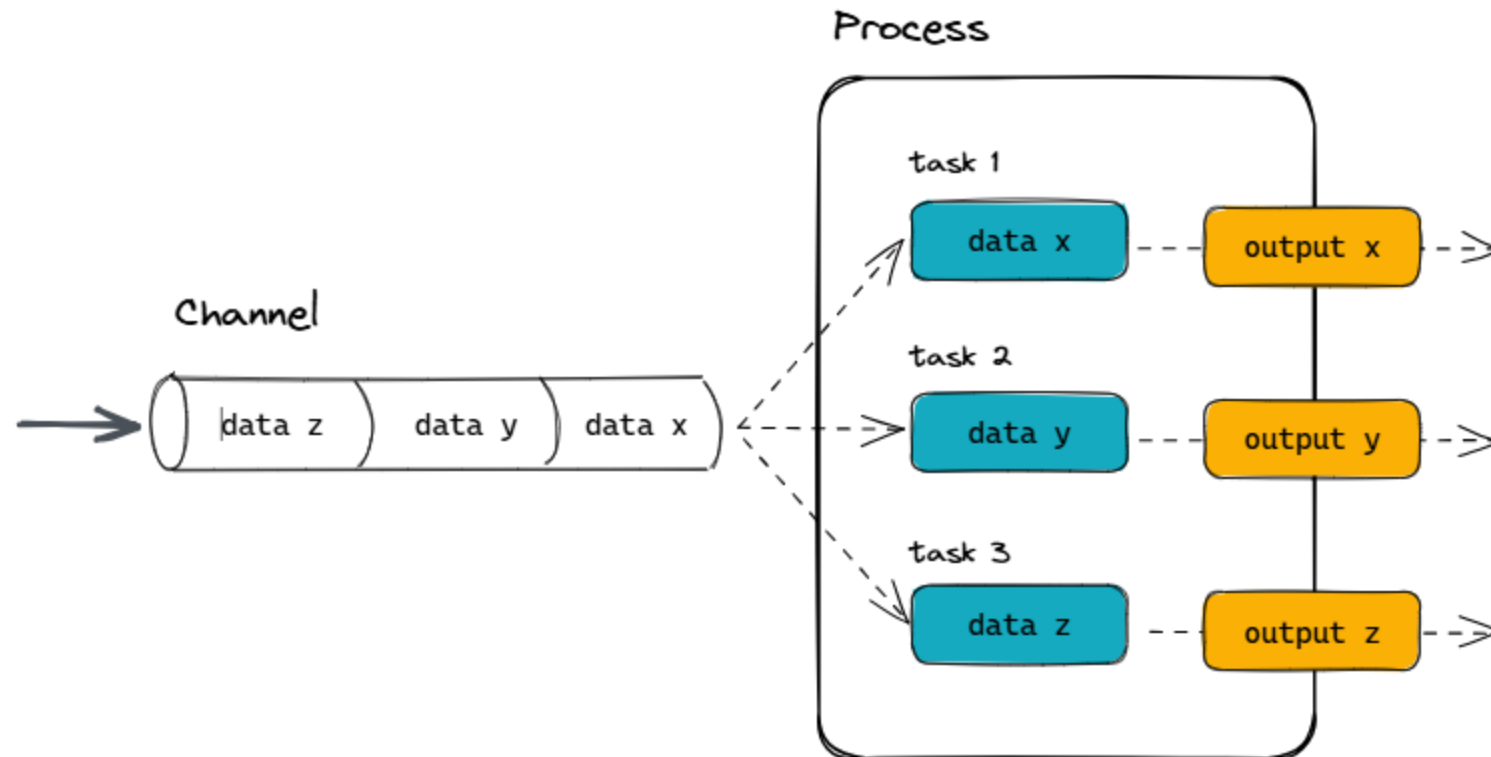 Process
task 1
data x
output x
Channel
task 2
data z
data y
data x
data y
output y
task 3
data z
output z